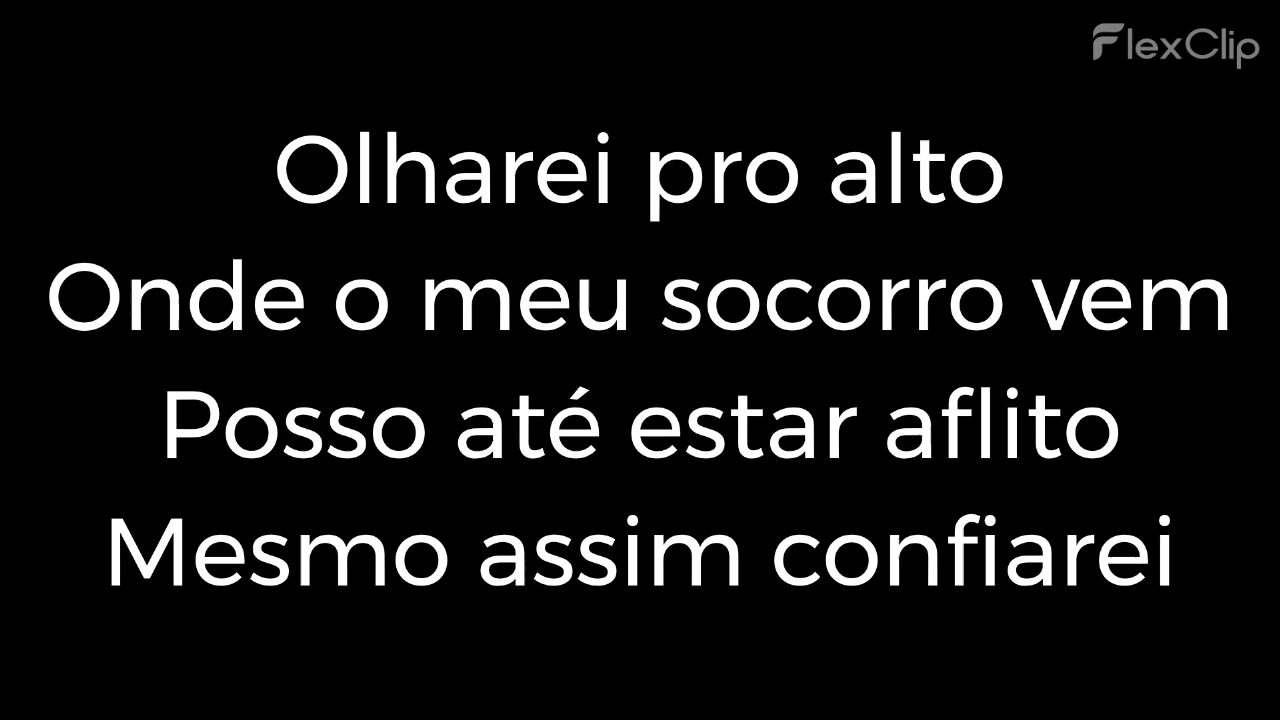 FlexClip
Olharei pro alto
Onde o meu socorro vem
Posso até estar aflito
Mesmo assim confiarei